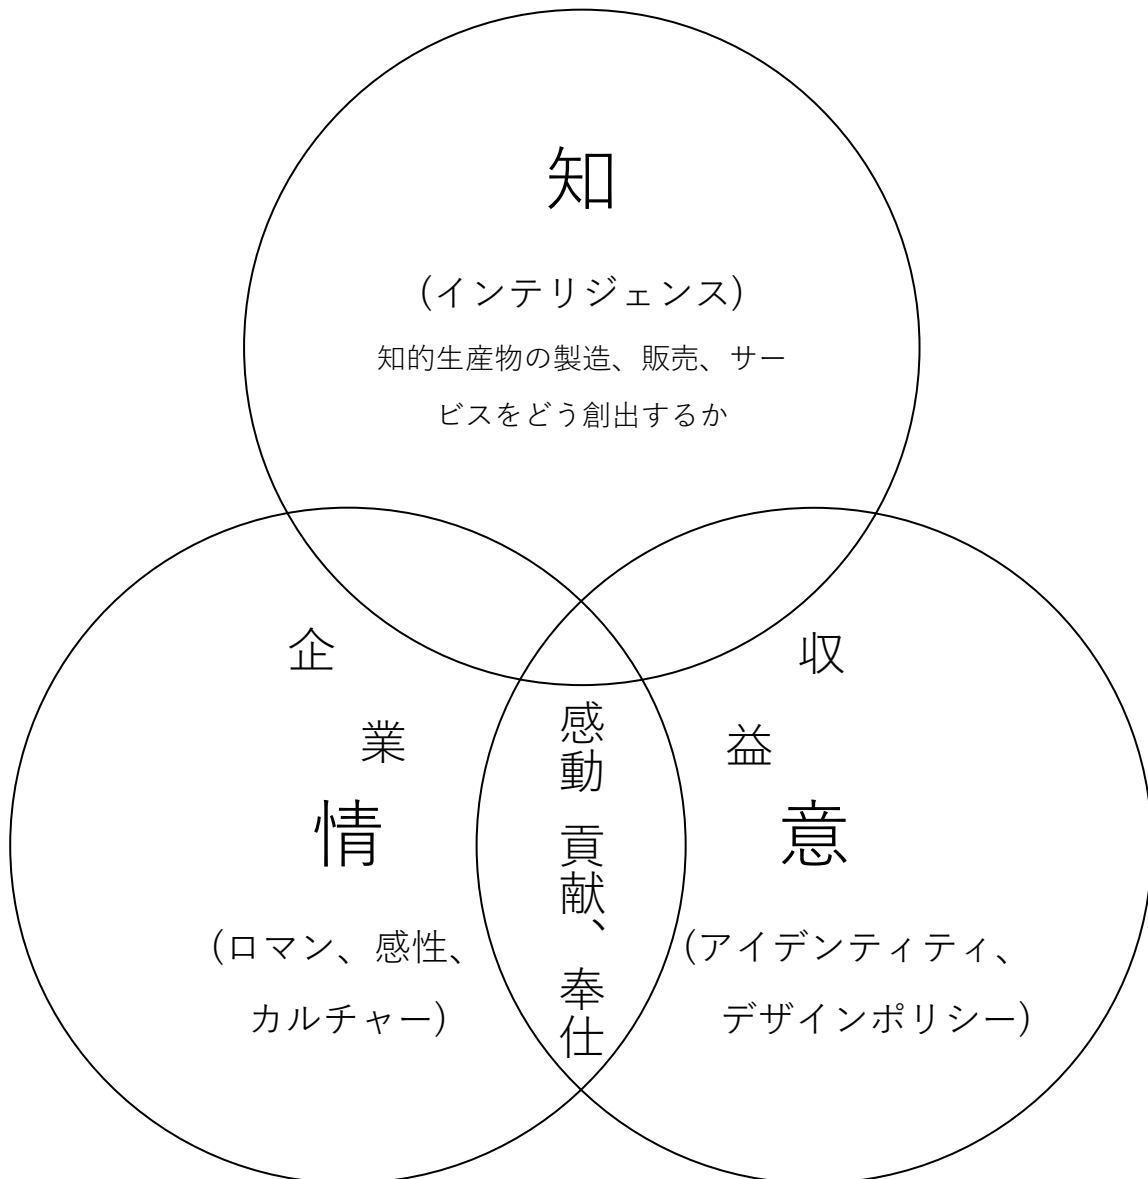 知
(インテリジェンス)
知的生産物の製造、販売、サー
ビスをどう創出するか
企業
情
(ロマン、感性、
カルチャー)
感動 貢献、奉仕
収益
意
(アイデンティティ、
デザインポリシー)